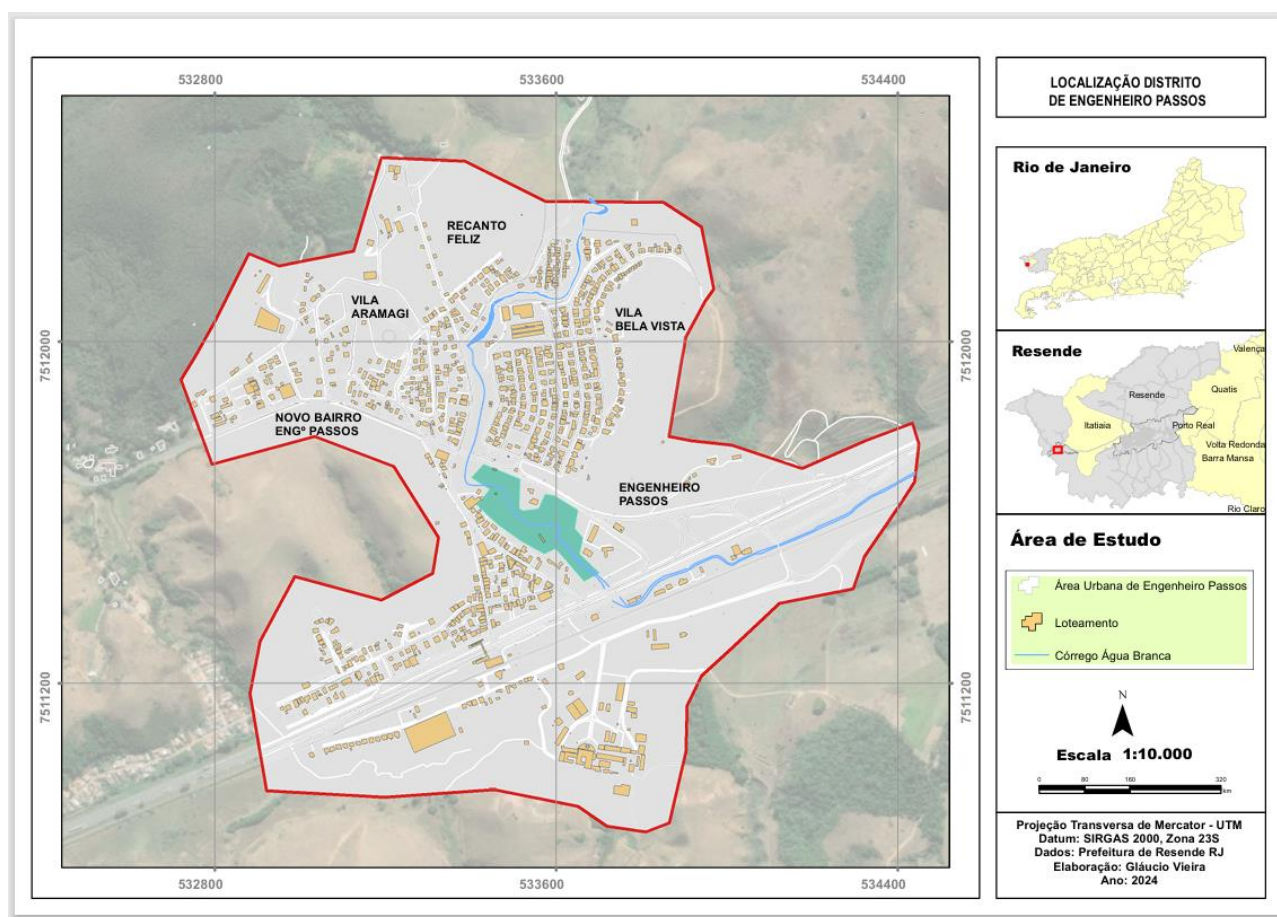 532800
533600
534400
7512000
7512000
7511200
7511200
RECANTO
FELIZ
VILA
ARAMAGI
VILA
BELA VISTA
NOVO BAIRRO
ENGº PASSOS
ENGENHEIRO
PASSOS
532800
533600
534400
LOCALIZAÇÃO DISTRITO
DE ENGENHEIRO PASSOS
Rio de Janeiro
Resende
Valença
Resende
Quatis
Itatiaia
Porto Real
Volta Redonda
Barra Mansa
Rio Claro
Área de Estudo
Área Urbana de Engenheiro Passos
Loteamento
Córrego Água Branca
N
Escala 1:10.000
0 80 160 320
km
Projeção Transversa de Mercator - UTM
Datum: SIRGAS 2000, Zona 23S
Dados: Prefeitura de Resende RJ
Elaboração: Gláucio Vieira
Ano: 2024